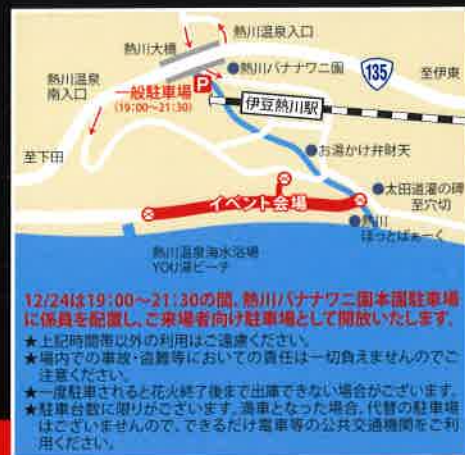 熱川温泉入口
熱川大橋
熱川バナナワニ園
135
至伊東
熱川温泉
南入口
一般駐車場
(19:00〜21:30)
P
伊豆熱川駅
至下田
お湯かけ弁財天
太田道灌の碑
至穴切
イベント会場
熱川
ほっとぱぁーく
熱川温泉海水浴場
YOU湯ビーチ
12/24は19:00〜21:30の間、熱川バナナワニ園本園駐車場
に係員を配置し、ご来場者向け駐車場として開放いたします。
★上記時間帯以外の利用はご遠慮ください。
★場内での事故・盗難等においての責任は一切負えませんのでご
注意ください。
★一度駐車されると花火終了後まで出庫できない場合がございます。
★駐車台数に限りがございます。満車となった場合、代替の駐車場
はございませんので、できるだけ電車等の公共交通機関をご利
用ください。